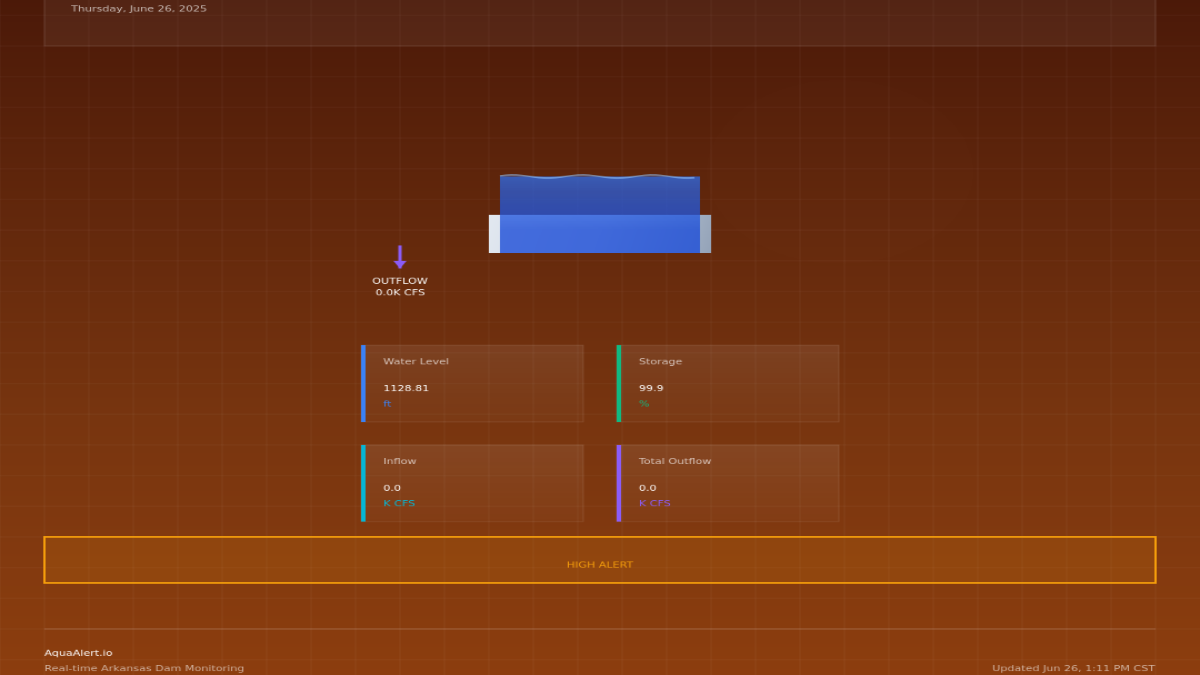 Thursday, June 26, 2025
OUTFLOW
0.0K CFS
Water Level
1128.81
ft
Storage
99.9
%
Inflow
0.0
K CFS
Total Outflow
0.0
K CFS
HIGH ALERT
AquaAlert.io
Real-time Arkansas Dam Monitoring
Updated Jun 26, 1:11 PM CST